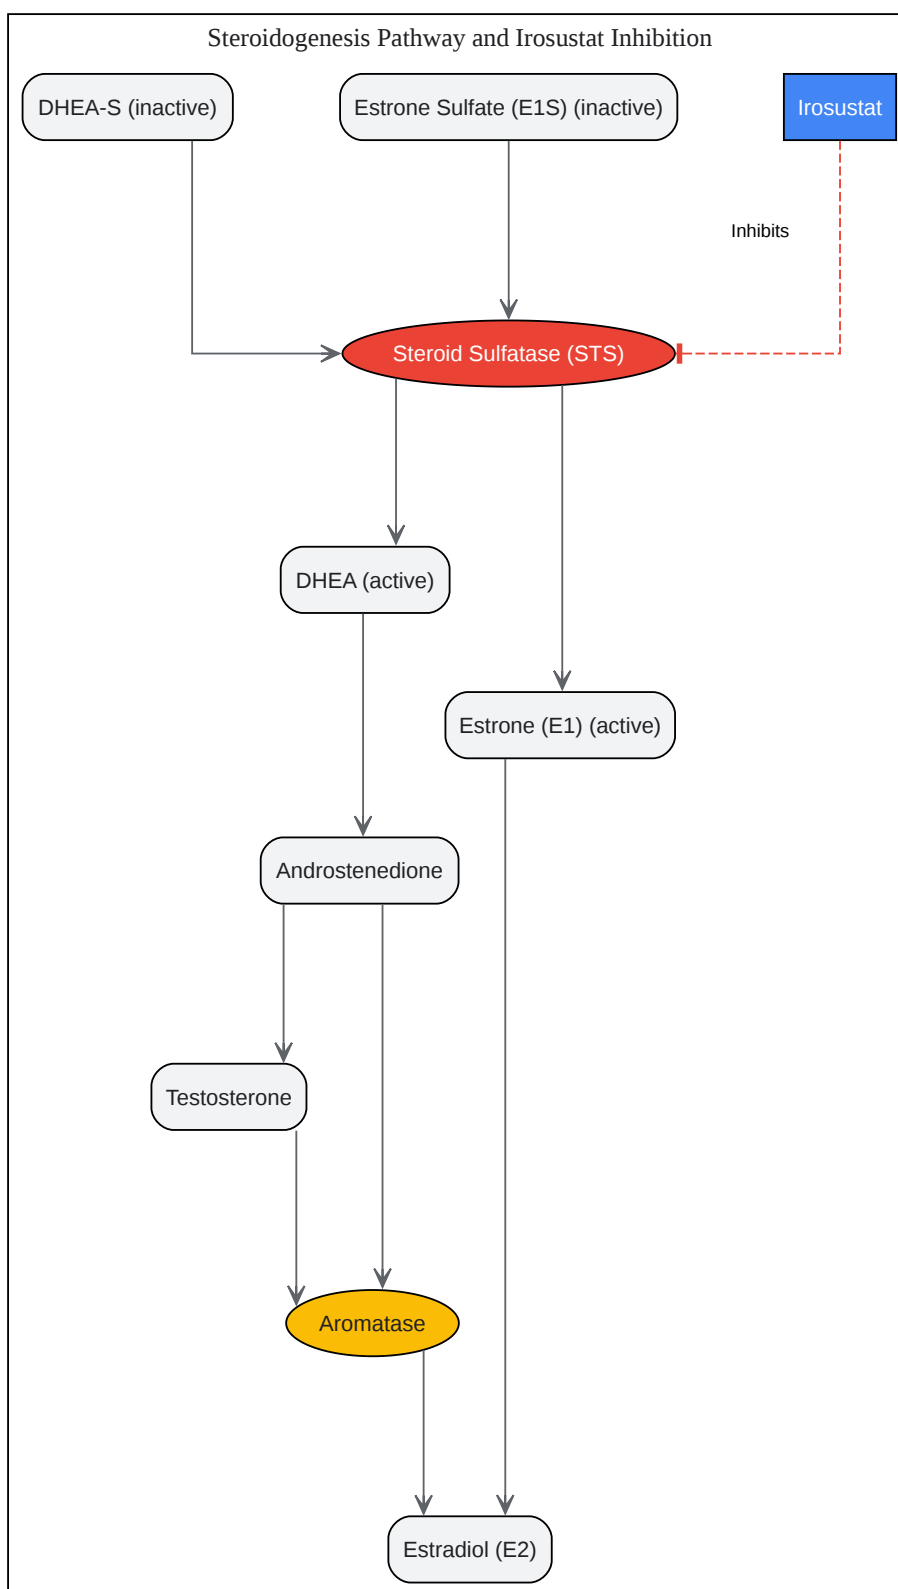 Steroidogenesis Pathway and Irosustat Inhibition
DHEA-S (inactive)
Estrone Sulfate (E1S) (inactive)
Irosustat
Inhibits
Steroid Sulfatase (STS)
DHEA (active)
Estrone (E1) (active)
Androstenedione
Testosterone
Aromatase
Estradiol (E2)